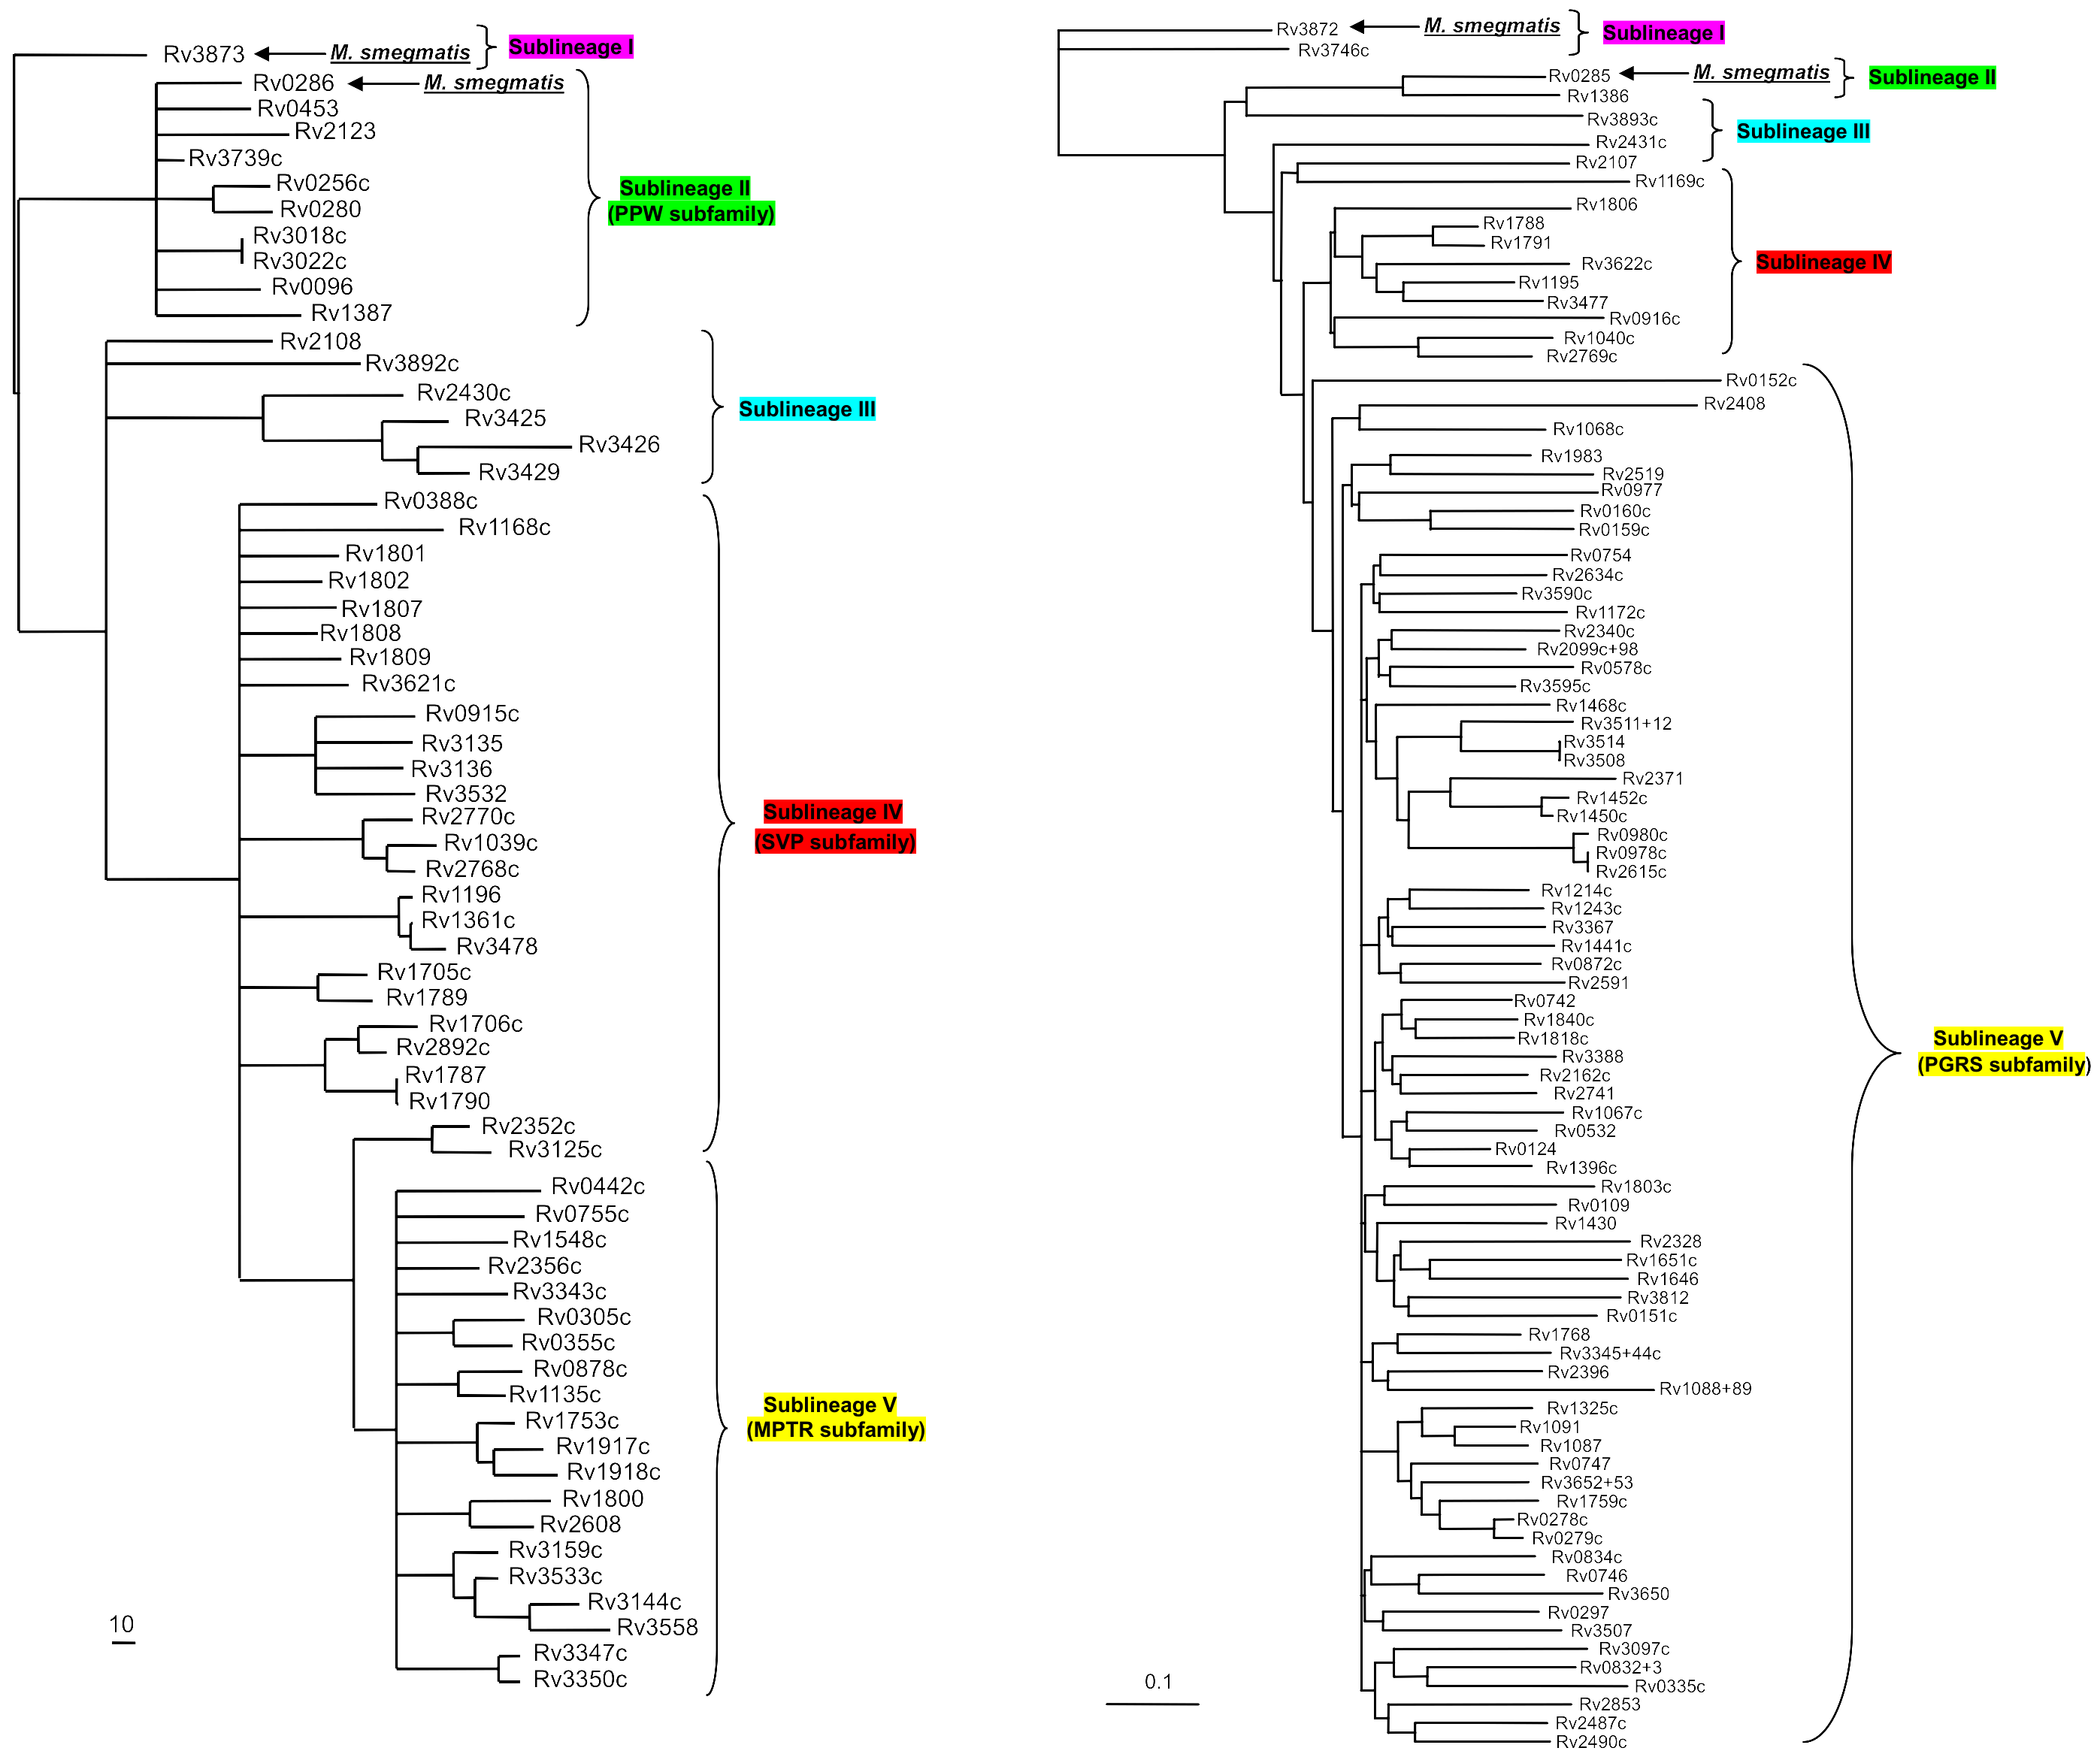 Rv3873
M. smegmatis
Sublineage I
Rv0286
M. smegmatis
Rv0453
Rv2123
Rv3739c
Rv0256c
Rv0280
Rv3018c
Rv3022c
Rv0096
Rv1387
Sublineage II
(PPW subfamily)
Rv2108
Rv3892c
Rv2430c
Rv3425
Rv3426
Rv3429
Sublineage III
Rv0388c
Rv1168c
Rv1801
Rv1802
Rv1807
Rv1808
Rv1809
Rv3621c
Rv0915c
Rv3135
Rv3136
Rv3532
Rv2770c
Rv1039c
Rv2768c
Rv1196
Rv1361c
Rv3478
Rv1705c
Rv1789
Rv1706c
Rv2892c
Rv1787
Rv1790
Rv2352c
Rv3125c
Sublineage IV
(SVP subfamily)
Rv0442c
Rv0755c
Rv1548c
Rv2356c
Rv3343c
Rv0305c
Rv0355c
Rv0878c
Rv1135c
Rv1753c
Rv1917c
Rv1918c
Rv1800
Rv2608
Rv3159c
Rv3533c
Rv3144c
Rv3558
Rv3347c
Rv3350c
Sublineage V
(MPTR subfamily)
10
Rv3872
M. smegmatis
Sublineage I
Rv3746c
Rv0285
M. smegmatis
Sublineage II
Rv1386
Rv3893c
Rv2431c
Sublineage III
Rv2107
Rv1169c
Rv1806
Rv1788
Rv1791
Rv3622c
Rv1195
Rv3477
Rv0916c
Rv1040c
Rv2769c
Sublineage IV
Rv0152c
Rv2408
Rv1068c
Rv1983
Rv2519
Rv0977
Rv0160c
Rv0159c
Rv0754
Rv2634c
Rv3590c
Rv1172c
Rv2340c
Rv2099c+98
Rv0578c
Rv3595c
Rv1468c
Rv3511+12
Rv3514
Rv3508
Rv2371
Rv1452c
Rv1450c
Rv0980c
Rv0978c
Rv2615c
Rv1214c
Rv1243c
Rv3367
Rv1441c
Rv0872c
Rv2591
Rv0742
Rv1840c
Rv1818c
Rv3388
Rv2162c
Rv2741
Rv1067c
Rv0532
Rv0124
Rv1396c
Rv1803c
Rv0109
Rv1430
Rv2328
Rv1651c
Rv1646
Rv3812
Rv0151c
Rv1768
Rv3345+44c
Rv2396
Rv1088+89
Rv1325c
Rv1091
Rv1087
Rv0747
Rv3652+53
Rv1759c
Rv0278c
Rv0279c
Rv0834c
Rv0746
Rv3650
Rv0297
Rv3507
Rv3097c
Rv0832+3
Rv0335c
Rv2853
Rv2487c
Rv2490c
Sublineage V
(PGRS subfamily)
0.1